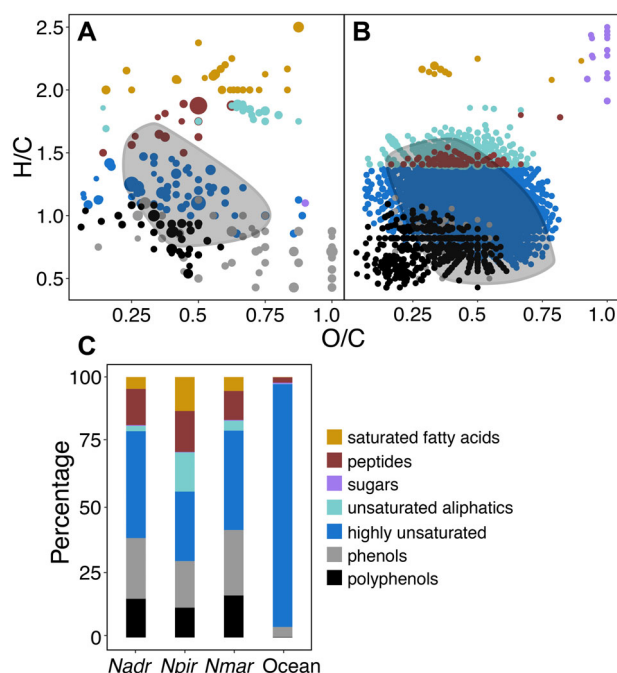 A
B
H/C
2.5
2.0
1.5
1.0
0.5
0.25 0.50 0.75 1.0 0.25 0.50 0.75 1.0
O/C
C
Percentage
100
75
50
25
0
Nadr Npir Nmar Ocean
saturated fatty acids
peptides
sugars
unsaturated aliphatics
highly unsaturated
phenols
polyphenols